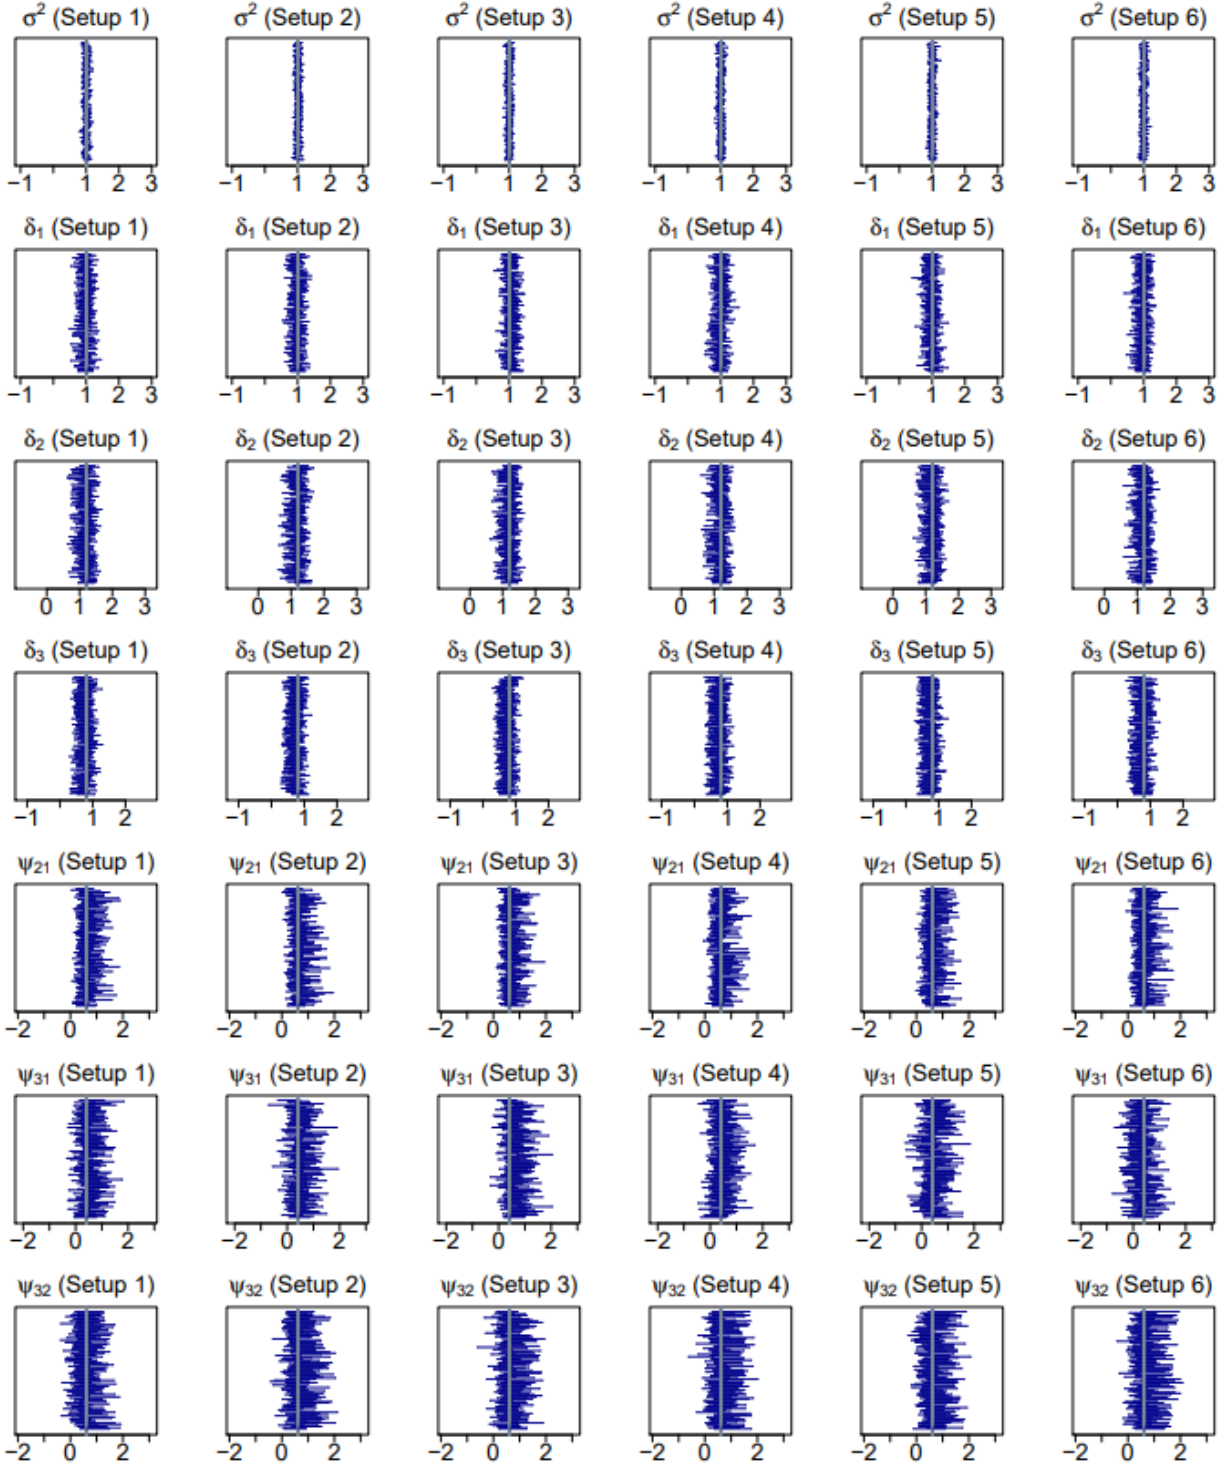 σ² (Setup 1) σ² (Setup 2) σ² (Setup 3) σ² (Setup 4) σ² (Setup 5) σ² (Setup 6)
−1 1 2 3 −1 1 2 3 −1 1 2 3 −1 1 2 3 −1 1 2 3 −1 1 2 3
δ₁ (Setup 1) δ₁ (Setup 2) δ₁ (Setup 3) δ₁ (Setup 4) δ₁ (Setup 5) δ₁ (Setup 6)
−1 1 2 3 −1 1 2 3 −1 1 2 3 −1 1 2 3 −1 1 2 3 −1 1 2 3
δ₂ (Setup 1) δ₂ (Setup 2) δ₂ (Setup 3) δ₂ (Setup 4) δ₂ (Setup 5) δ₂ (Setup 6)
0 1 2 3 0 1 2 3 0 1 2 3 0 1 2 3 0 1 2 3 0 1 2 3
δ₃ (Setup 1) δ₃ (Setup 2) δ₃ (Setup 3) δ₃ (Setup 4) δ₃ (Setup 5) δ₃ (Setup 6)
−1 1 2 −1 1 2 −1 1 2 −1 1 2 −1 1 2 −1 1 2
ψ₂₁ (Setup 1) ψ₂₁ (Setup 2) ψ₂₁ (Setup 3) ψ₂₁ (Setup 4) ψ₂₁ (Setup 5) ψ₂₁ (Setup 6)
−2 0 2 −2 0 2 −2 0 2 −2 0 2 −2 0 2 −2 0 2
ψ₃₁ (Setup 1) ψ₃₁ (Setup 2) ψ₃₁ (Setup 3) ψ₃₁ (Setup 4) ψ₃₁ (Setup 5) ψ₃₁ (Setup 6)
−2 0 2 −2 0 2 −2 0 2 −2 0 2 −2 0 2 −2 0 2
ψ₃₂ (Setup 1) ψ₃₂ (Setup 2) ψ₃₂ (Setup 3) ψ₃₂ (Setup 4) ψ₃₂ (Setup 5) ψ₃₂ (Setup 6)
−2 0 2 −2 0 2 −2 0 2 −2 0 2 −2 0 2 −2 0 2